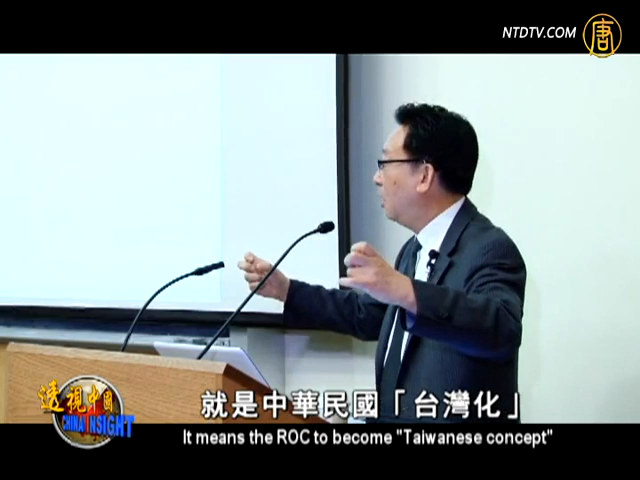 NTDTV.COM
唐
就是中華民國「台灣化」
透視中國
CHINA INSIGHT
It means the ROC to become "Taiwanese concept"